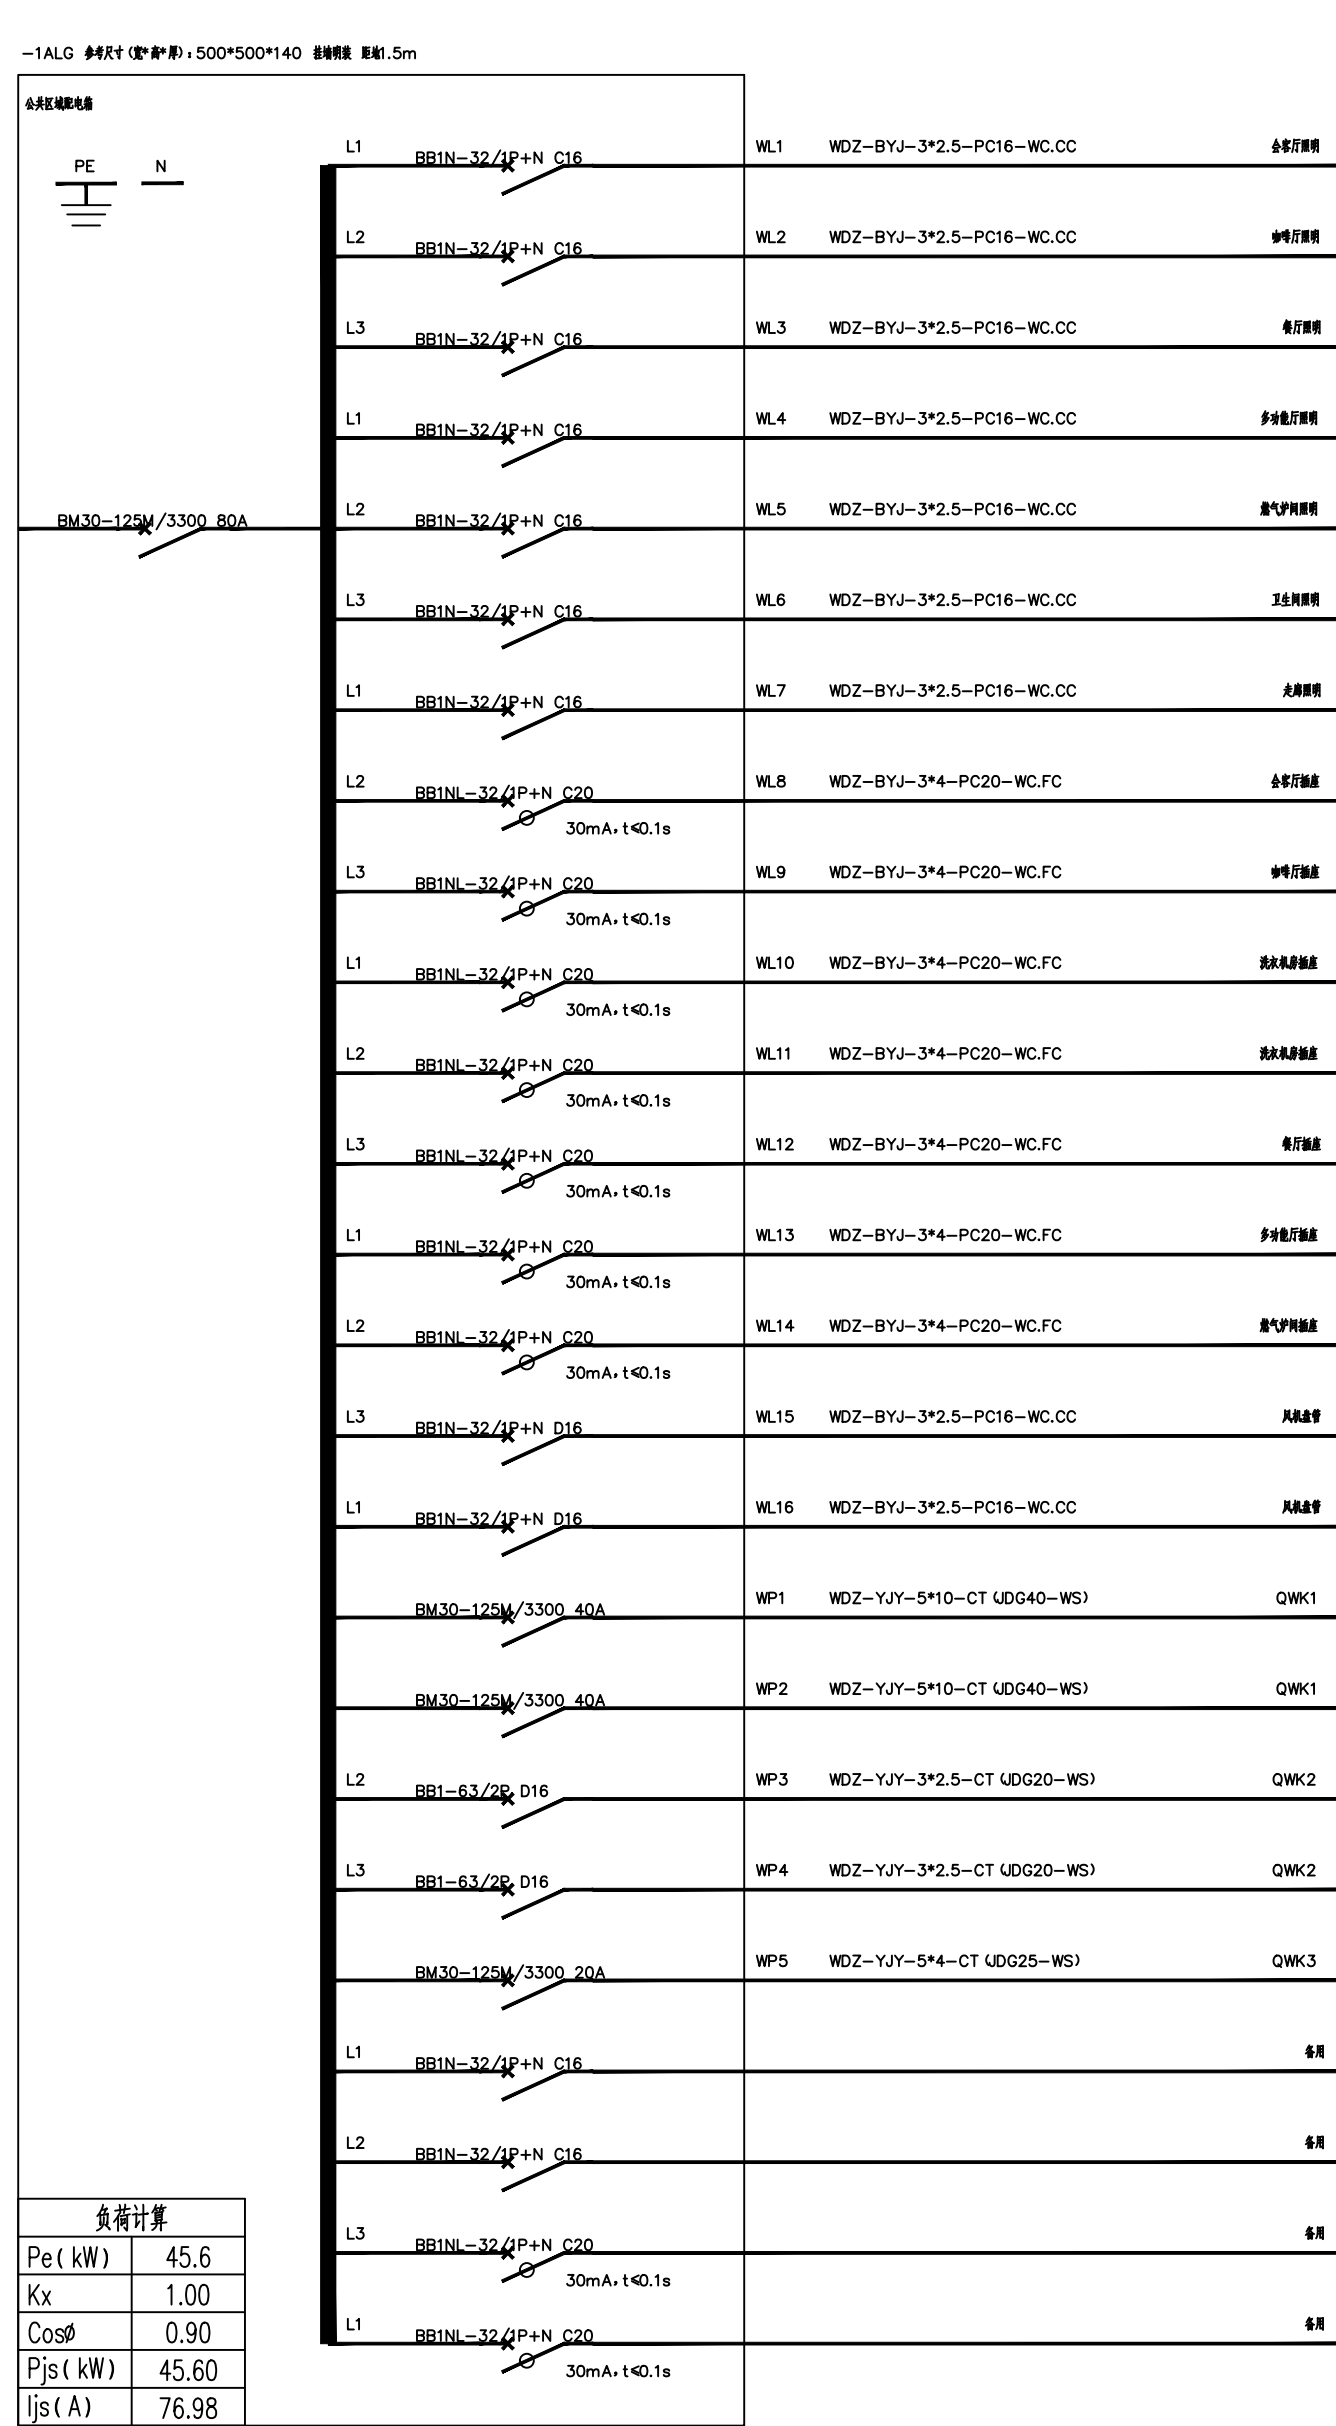 -1ALG 参考尺寸(宽*高*厚):500*500*140 挂墙明装 距地1.5m
公共区域配电箱
PE N
L1 BB1N-32/1P+N C16 WL1 WDZ-BYJ-3*2.5-PC16-WC.CC 会客厅照明
L2 BB1N-32/1P+N C16 WL2 WDZ-BYJ-3*2.5-PC16-WC.CC 咖啡厅照明
L3 BB1N-32/1P+N C16 WL3 WDZ-BYJ-3*2.5-PC16-WC.CC 餐厅照明
L1 BB1N-32/1P+N C16 WL4 WDZ-BYJ-3*2.5-PC16-WC.CC 多功能厅照明
BM30-125M/3300 80A
L2 BB1N-32/1P+N C16 WL5 WDZ-BYJ-3*2.5-PC16-WC.CC 燃气炉间照明
L3 BB1N-32/1P+N C16 WL6 WDZ-BYJ-3*2.5-PC16-WC.CC 卫生间照明
L1 BB1N-32/1P+N C16 WL7 WDZ-BYJ-3*2.5-PC16-WC.CC 走廊照明
L2 BB1NL-32/1P+N C20 WL8 WDZ-BYJ-3*4-PC20-WC.FC 会客厅插座
30mA,t≤0.1s
L3 BB1NL-32/1P+N C20 WL9 WDZ-BYJ-3*4-PC20-WC.FC 咖啡厅插座
30mA,t≤0.1s
L1 BB1NL-32/1P+N C20 WL10 WDZ-BYJ-3*4-PC20-WC.FC 洗衣机房插座
30mA,t≤0.1s
L2 BB1NL-32/1P+N C20 WL11 WDZ-BYJ-3*4-PC20-WC.FC 洗衣机房插座
30mA,t≤0.1s
L3 BB1NL-32/1P+N C20 WL12 WDZ-BYJ-3*4-PC20-WC.FC 餐厅插座
30mA,t≤0.1s
L1 BB1NL-32/1P+N C20 WL13 WDZ-BYJ-3*4-PC20-WC.FC 多功能厅插座
30mA,t≤0.1s
L2 BB1NL-32/1P+N C20 WL14 WDZ-BYJ-3*4-PC20-WC.FC 燃气炉间插座
30mA,t≤0.1s
L3 BB1N-32/1P+N D16 WL15 WDZ-BYJ-3*2.5-PC16-WC.CC 风机盘管
L1 BB1N-32/1P+N D16 WL16 WDZ-BYJ-3*2.5-PC16-WC.CC 风机盘管
BM30-125M/3300 40A WP1 WDZ-YJY-5*10-CT(JDG40-WS) QWK1
BM30-125M/3300 40A WP2 WDZ-YJY-5*10-CT(JDG40-WS) QWK1
L2 BB1-63/2P D16 WP3 WDZ-YJY-3*2.5-CT(JDG20-WS) QWK2
L3 BB1-63/2P D16 WP4 WDZ-YJY-3*2.5-CT(JDG20-WS) QWK2
BM30-125M/3300 20A WP5 WDZ-YJY-5*4-CT(JDG25-WS) QWK3
L1 BB1N-32/1P+N C16 备用
L2 BB1N-32/1P+N C16 备用
L3 BB1NL-32/1P+N C20 备用
30mA,t≤0.1s
L1 BB1NL-32/1P+N C20 备用
30mA,t≤0.1s
负荷计算
Pe(kW) 45.6
Kx 1.00
CosØ 0.90
Pjs(kW) 45.60
Ijs(A) 76.98